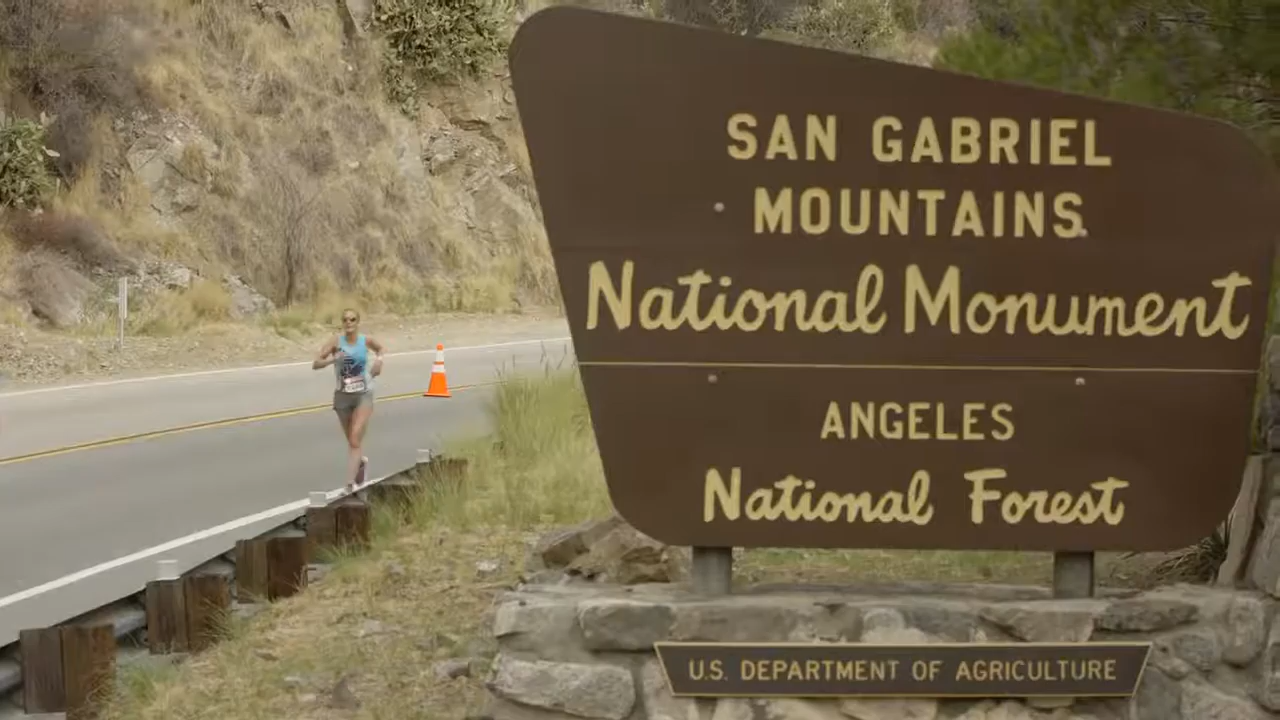 SAN GABRIEL
MOUNTAINS
National Monument
ANGELES
National Forest
U.S. DEPARTMENT OF AGRICULTURE